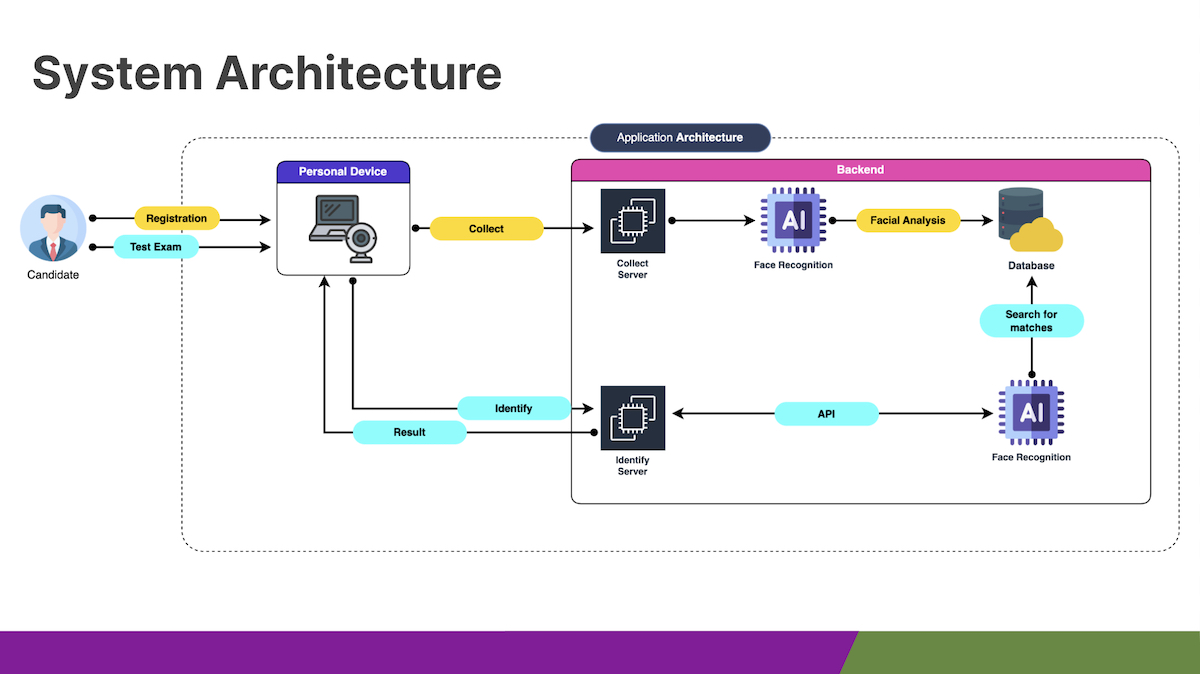 System Architecture
Application Architecture
Personal Device
Backend
Registration
Test Exam
Candidate
Collect
Collect
Server
AI
Face Recognition
Facial Analysis
Database
Search for
matches
Identify
Result
Identify
Server
API
AI
Face Recognition